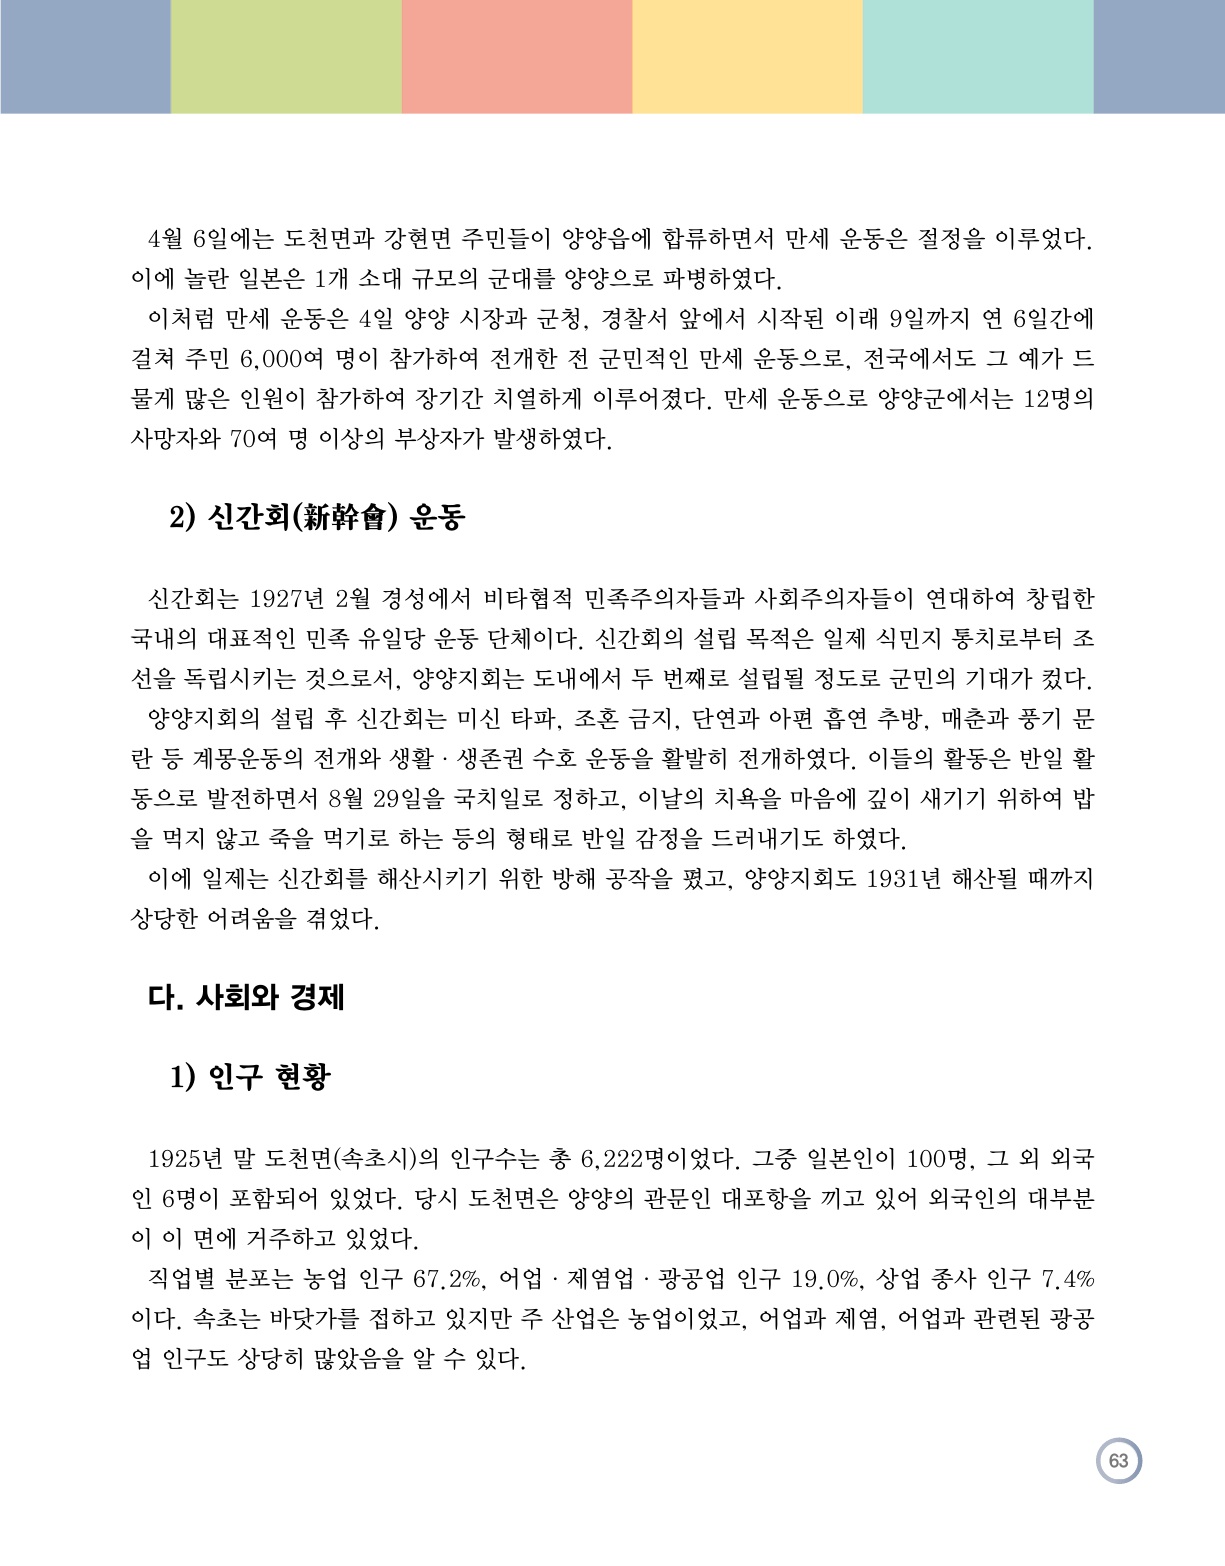 4월 6일에는 도천면과 강현면 주민들이 양양읍에 합류하면서 만세 운동은 절정을 이루었다.
이에 놀란 일본은 1개 소대 규모의 군대를 양양으로 파병하였다.
이처럼 만세 운동은 4일 양양 시장과 군청, 경찰서 앞에서 시작된 이래 9일까지 연 6일간에
걸쳐 주민 6,000여 명이 참가하여 전개한 전 군민적인 만세 운동으로, 전국에서도 그 예가 드
물게 많은 인원이 참가하여 장기간 치열하게 이루어졌다. 만세 운동으로 양양군에서는 12명의
사망자와 70여 명 이상의 부상자가 발생하였다.
2) 신간회(新幹會) 운동
신간회는 1927년 2월 경성에서 비타협적 민족주의자들과 사회주의자들이 연대하여 창립한
국내의 대표적인 민족 유일당 운동 단체이다. 신간회의 설립 목적은 일제 식민지 통치로부터 조
선을 독립시키는 것으로서, 양양지회는 도내에서 두 번째로 설립될 정도로 군민의 기대가 컸다.
양양지회의 설립 후 신간회는 미신 타파, 조혼 금지, 단연과 아편 흡연 추방, 매춘과 풍기 문
란 등 계몽운동의 전개와 생활 · 생존권 수호 운동을 활발히 전개하였다. 이들의 활동은 반일 활
동으로 발전하면서 8월 29일을 국치일로 정하고, 이날의 치욕을 마음에 깊이 새기기 위하여 밥
을 먹지 않고 죽을 먹기로 하는 등의 형태로 반일 감정을 드러내기도 하였다.
이에 일제는 신간회를 해산시키기 위한 방해 공작을 폈고, 양양지회도 1931년 해산될 때까지
상당한 어려움을 겪었다.
다. 사회와 경제
1) 인구 현황
1925년 말 도천면(속초시)의 인구수는 총 6,222명이었다. 그중 일본인이 100명, 그 외 외국
인 6명이 포함되어 있었다. 당시 도천면은 양양의 관문인 대포항을 끼고 있어 외국인의 대부분
이 이 면에 거주하고 있었다.
직업별 분포는 농업 인구 67.2%, 어업 · 제염업 · 광공업 인구 19.0%, 상업 종사 인구 7.4%
이다. 속초는 바닷가를 접하고 있지만 주 산업은 농업이었고, 어업과 제염, 어업과 관련된 광공
업 인구도 상당히 많았음을 알 수 있다.
63